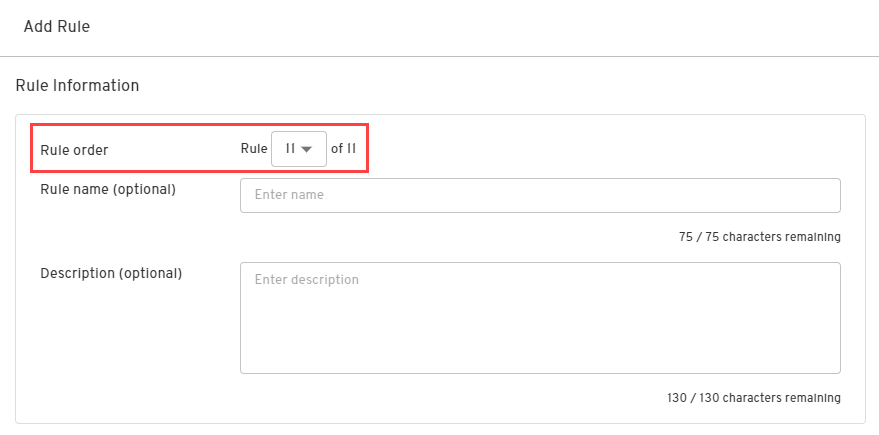 Add Rule
Rule Information
Rule order Rule 11 of 11
Rule name (optional) Enter name
75 / 75 characters remaining
Description (optional) Enter description
130 / 130 characters remaining